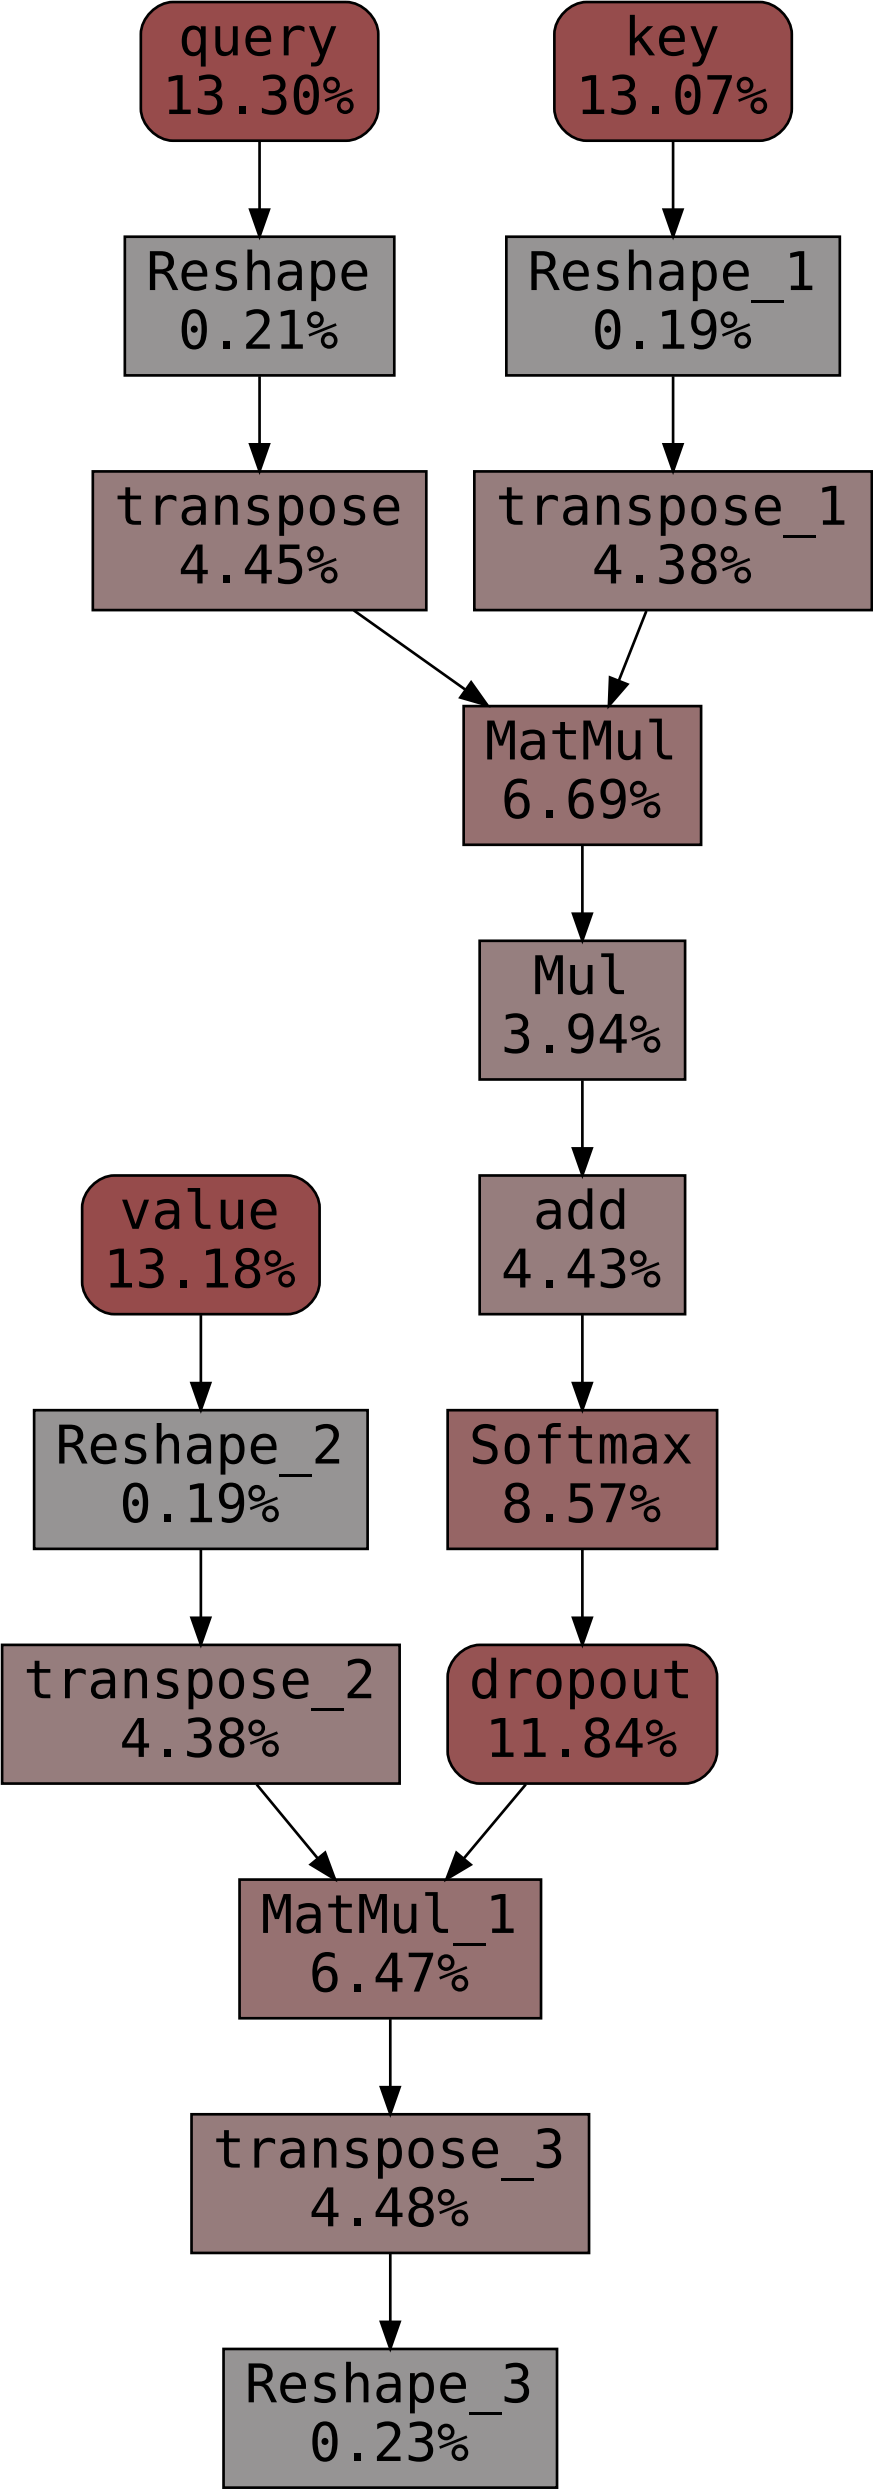 query
13.30%
key
13.07%
Reshape
0.21%
Reshape_1
0.19%
transpose
4.45%
transpose_1
4.38%
MatMul
6.69%
Mul
3.94%
add
4.43%
value
13.18%
Softmax
8.57%
Reshape_2
0.19%
dropout
11.84%
transpose_2
4.38%
MatMul_1
6.47%
transpose_3
4.48%
Reshape_3
0.23%